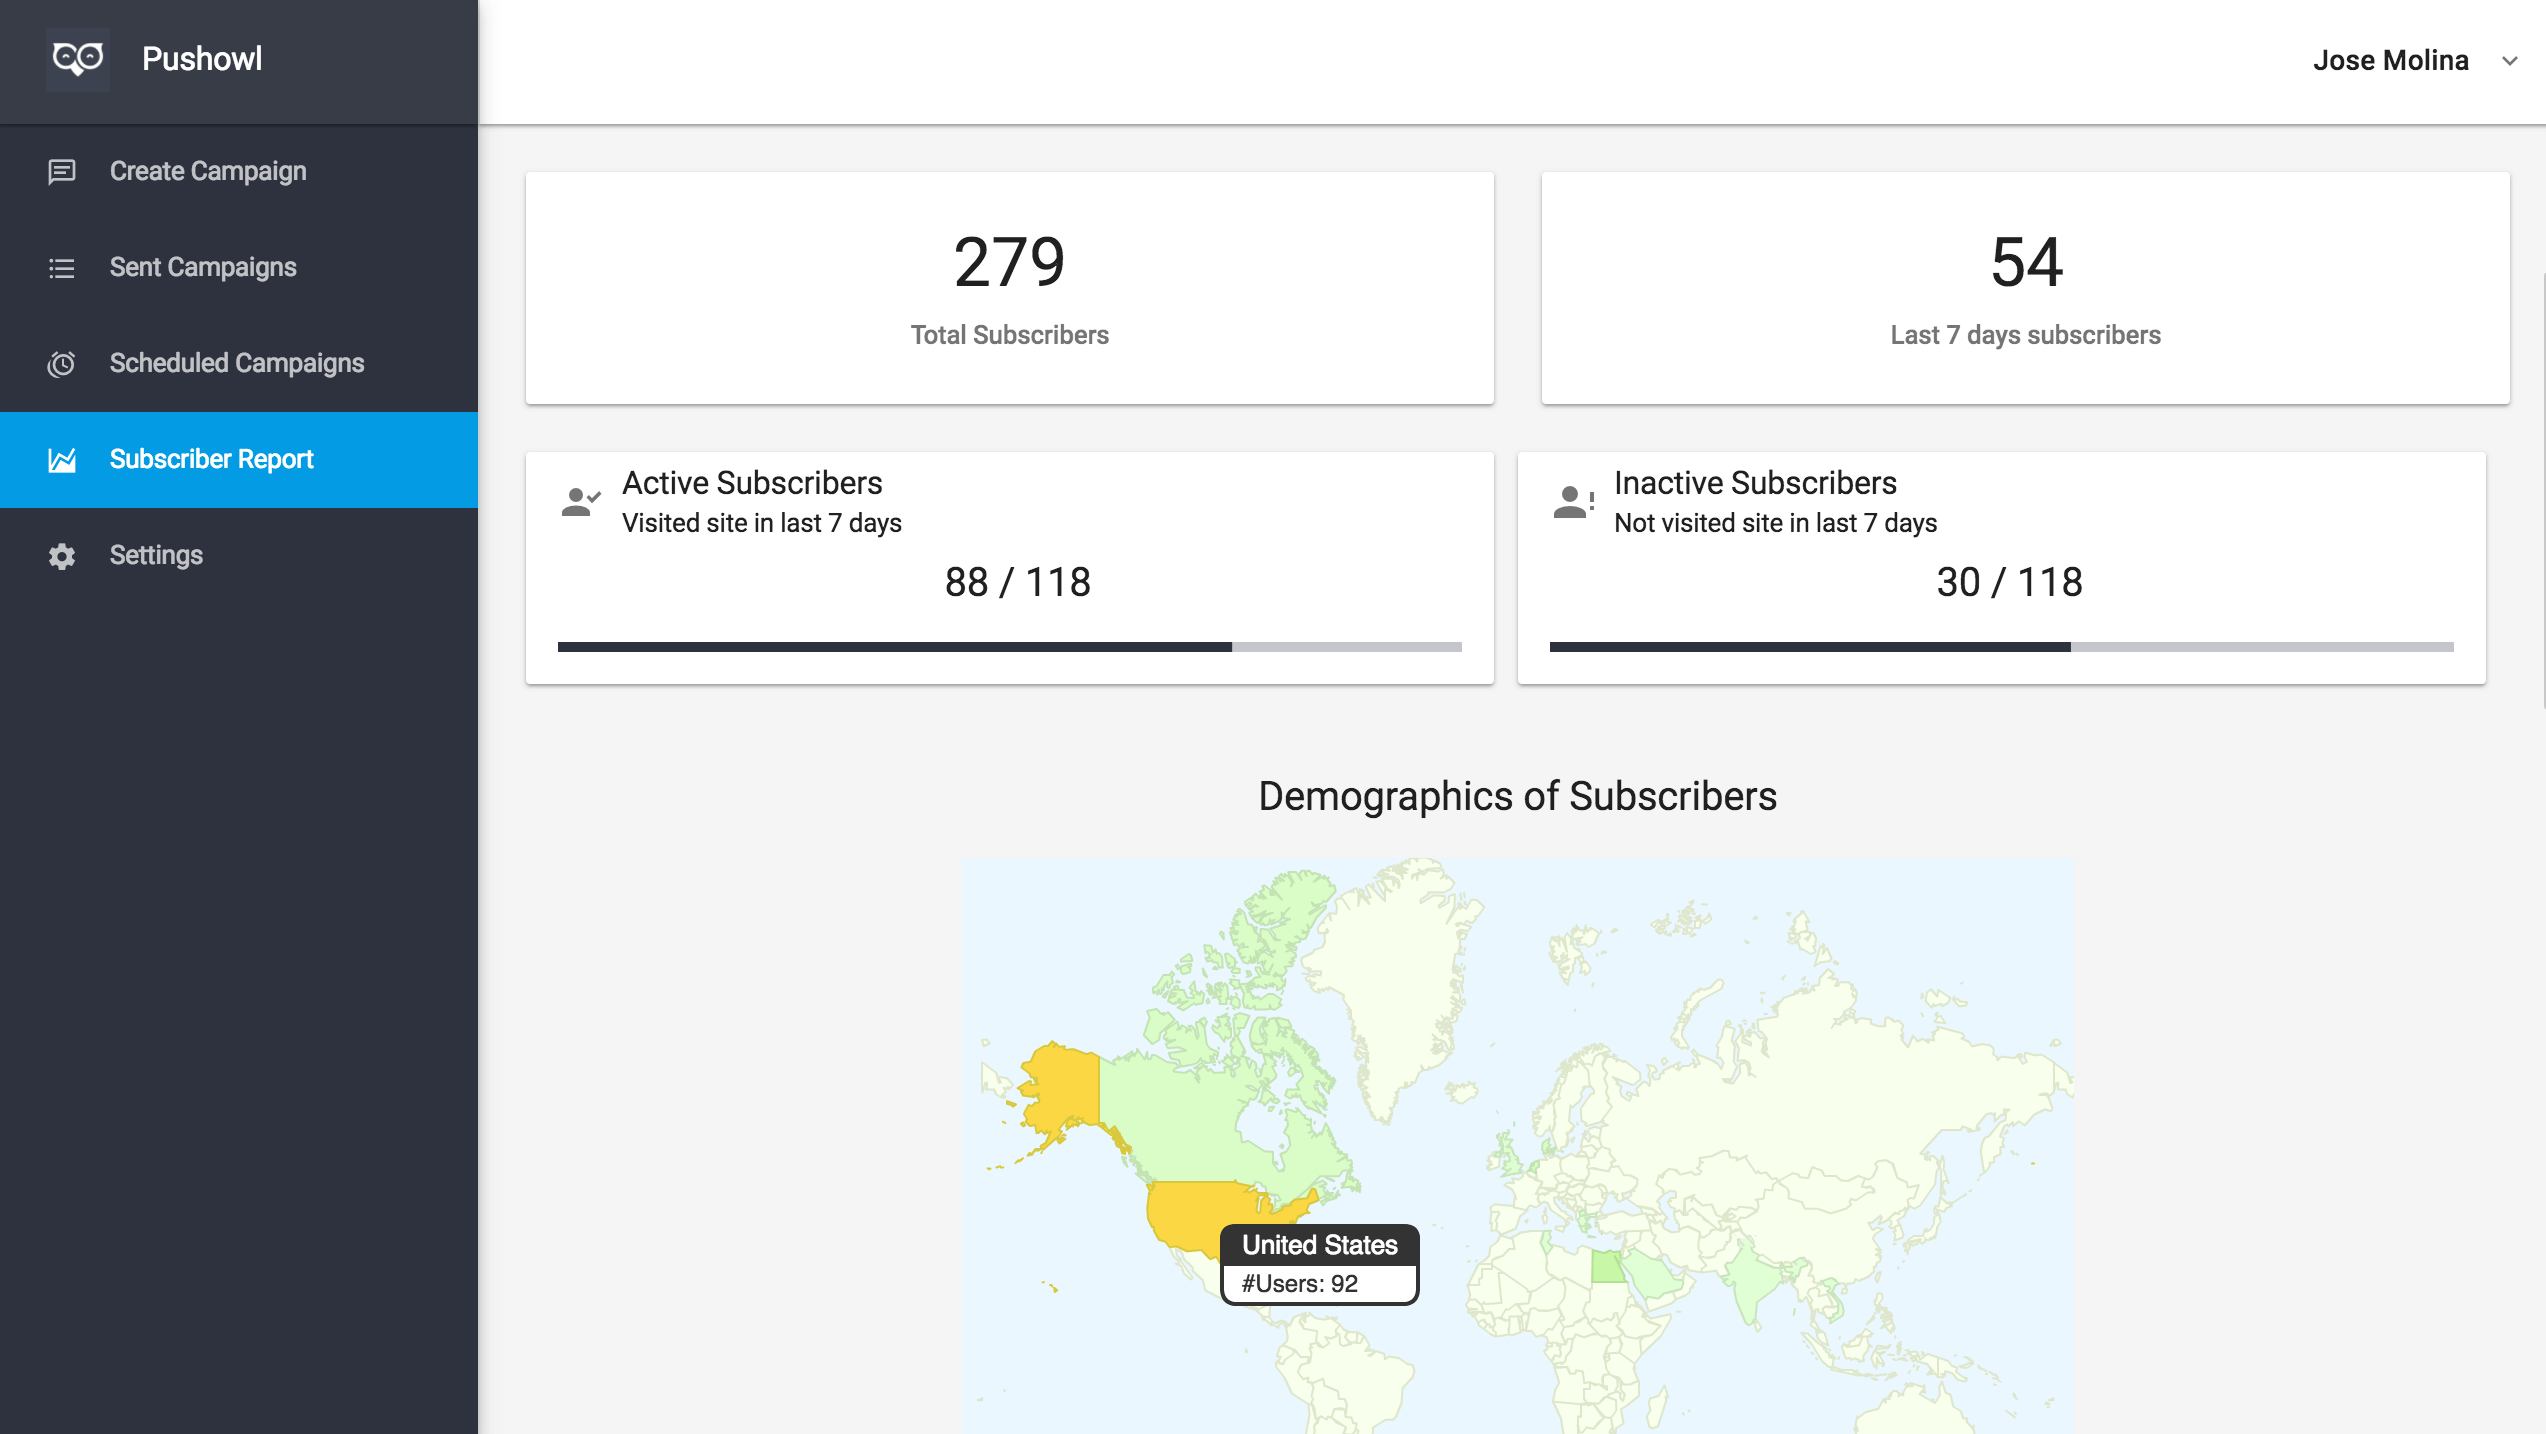 Pushowl
Jose Molina
Create Campaign
Sent Campaigns
Scheduled Campaigns
Subscriber Report
Settings
279
Total Subscribers
54
Last 7 days subscribers
Active Subscribers
Visited site in last 7 days
88 / 118
Inactive Subscribers
Not visited site in last 7 days
30 / 118
Demographics of Subscribers
United States
#Users: 92